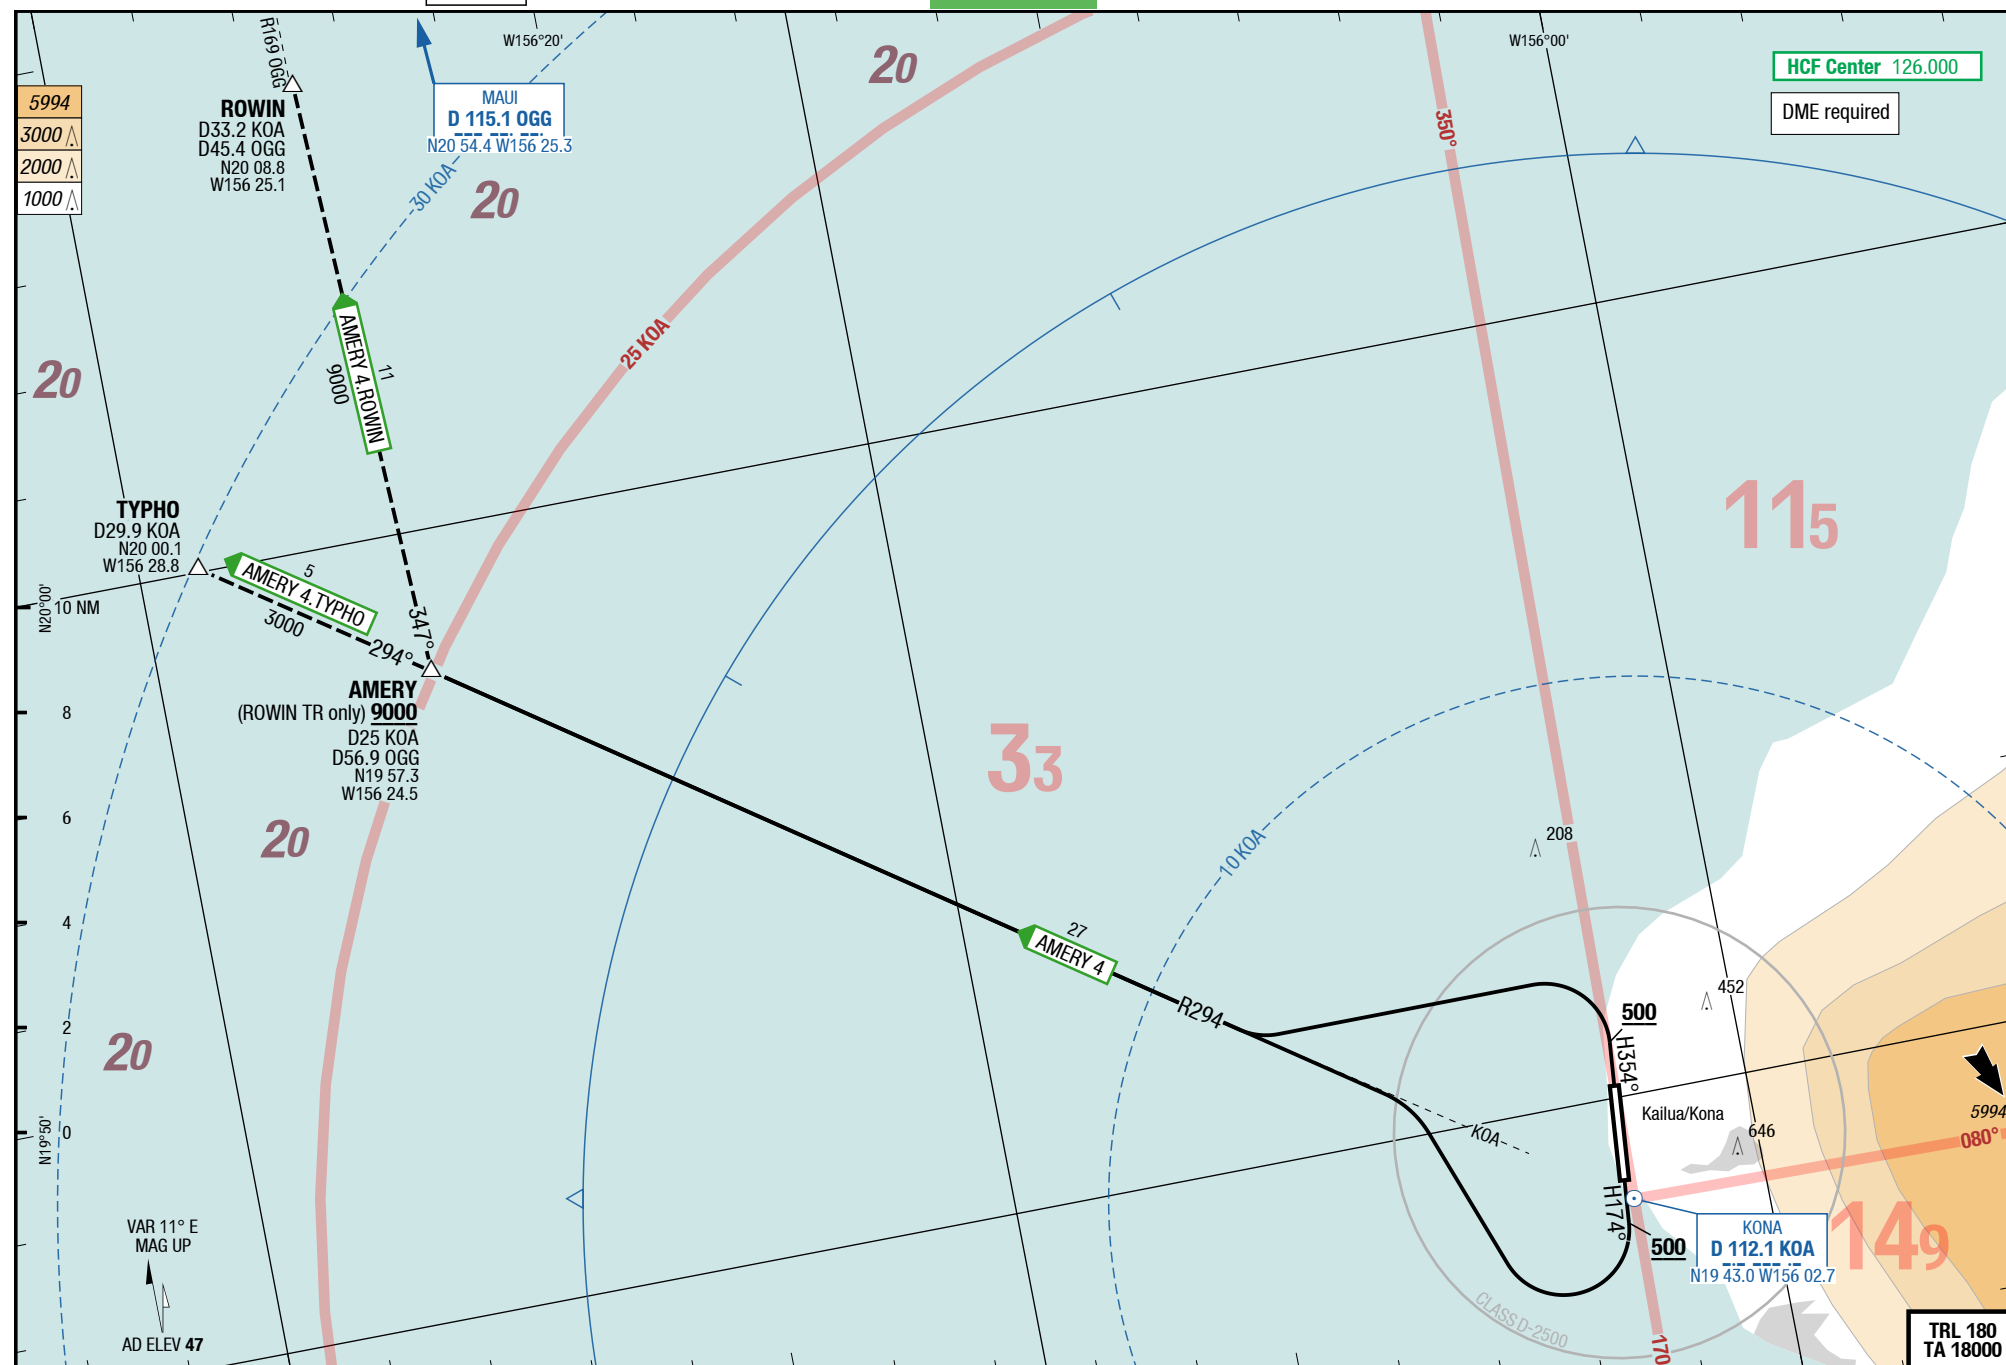 W156°20'
W156°00'
HCF Center 126.000
DME required
R169 OGG
ROWIN
D33.2 KOA
D45.4 OGG
N20 08.8
W156 25.1
MAUI
D 115.1 OGG
N20 54.4 W156 25.3
5994
3000
2000
1000
20
20
20
20
20
30 KOA
25 KOA
350°
AMERY 4.ROWIN
11
9000
347°
TYPHO
D29.9 KOA
N20 00.1
W156 28.8
AMERY 4.TYPHO
5
3000
294°
N20°00'
10 NM
8
6
4
2
0
N19°50'
AMERY
(ROWIN TR only) 9000
D25 KOA
D56.9 OGG
N19 57.3
W156 24.5
115
33
10 KOA
208
27
AMERY 4
R294
KOA
452
500
H354°
Kailua/Kona
646
5994
080°
H174°
500
KONA
D 112.1 KOA
N19 43.0 W156 02.7
149
CLASS D-2500
170
VAR 11° E
MAG UP
AD ELEV 47
TRL 180
TA 18000